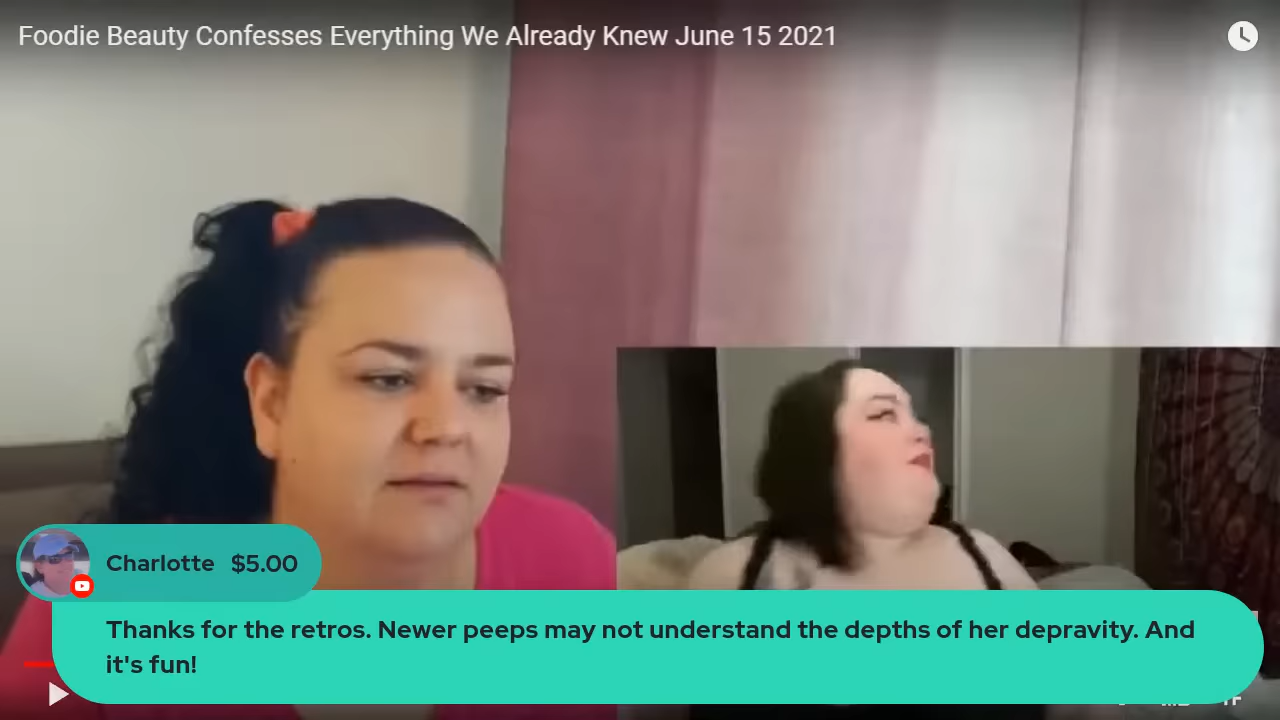 Foodie Beauty Confesses Everything We Already Knew June 15 2021
Charlotte $5.00
Thanks for the retros. Newer peeps may not understand the depths of her depravity. And
it's fun!